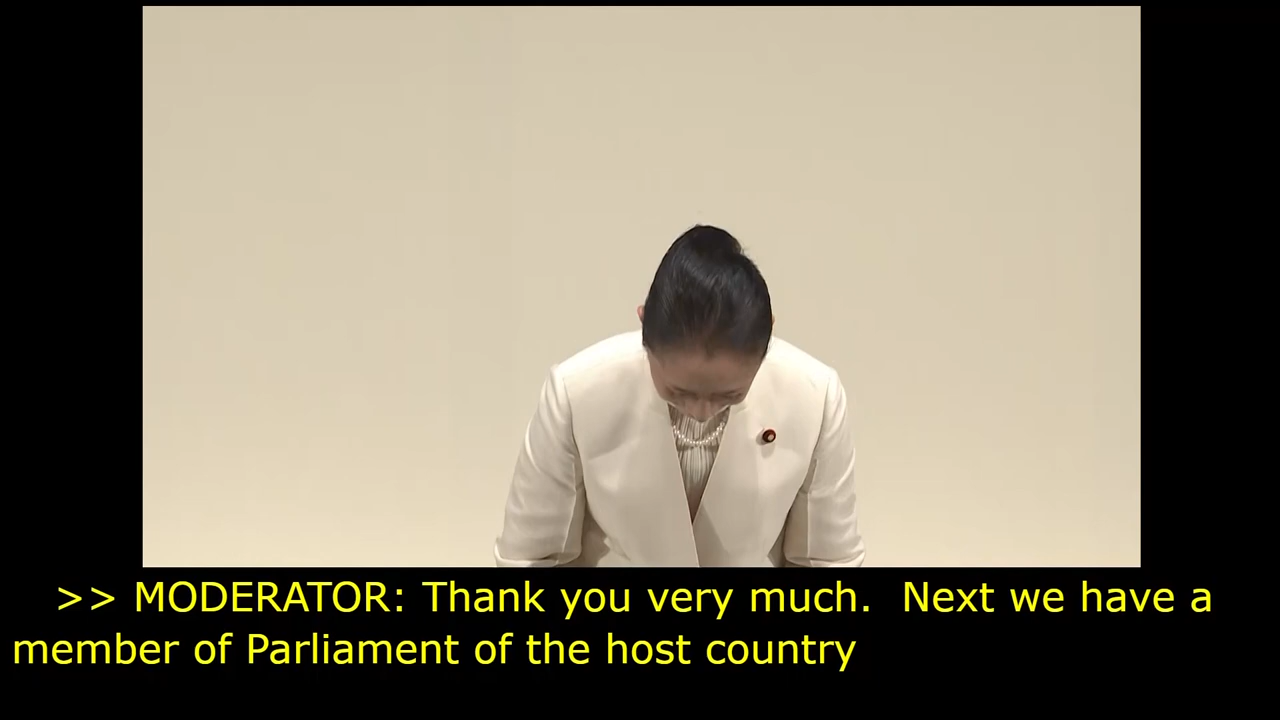 >> MODERATOR: Thank you very much.  Next we have a
member of Parliament of the host country